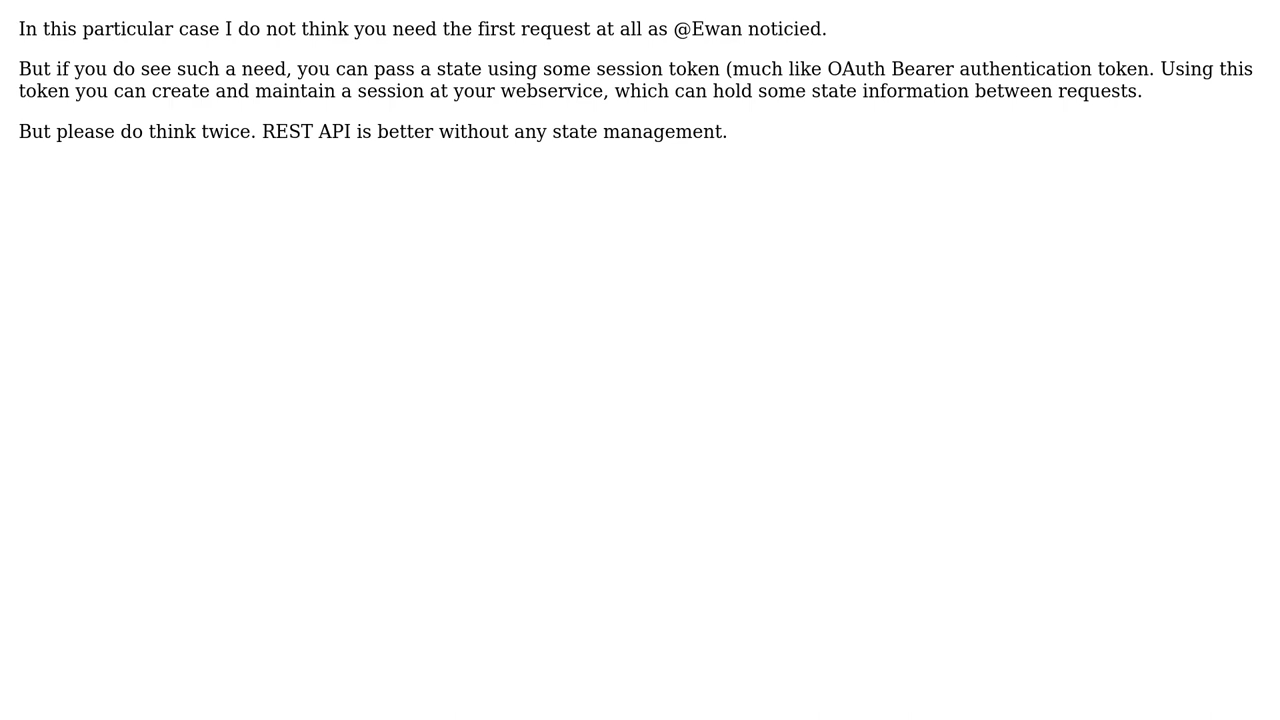 In this particular case I do not think you need the first request at all as @Ewan noticied.
But if you do see such a need, you can pass a state using some session token (much like OAuth Bearer authentication token. Using this
token you can create and maintain a session at your webservice, which can hold some state information between requests.
But please do think twice. REST API is better without any state management.